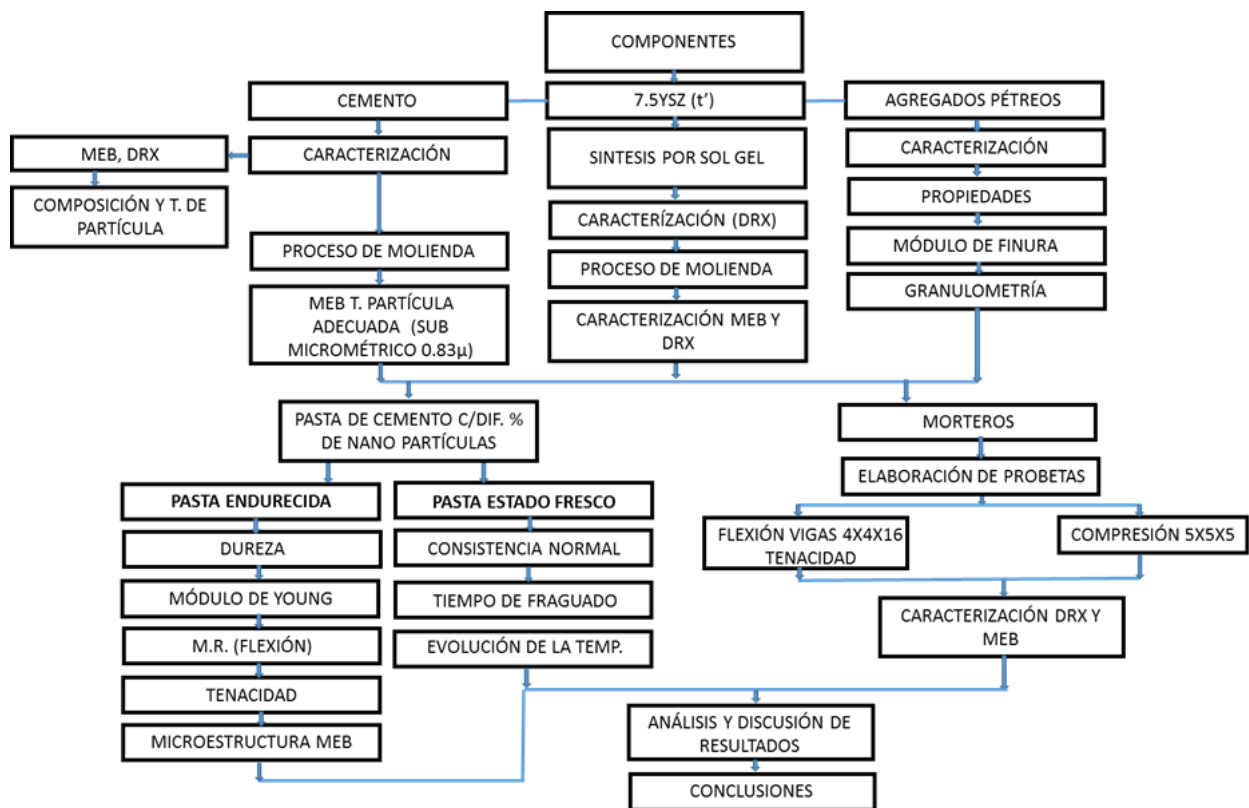 COMPONENTES
CEMENTO
7.5YSZ (t’)
AGREGADOS PÉTREOS
MEB, DRX
CARACTERIZACIÓN
SINTESIS POR SOL GEL
CARACTERIZACIÓN
COMPOSICIÓN Y T. DE
PARTÍCULA
PROPIEDADES
CARACTERÍZACIÓN (DRX)
PROCESO DE MOLIENDA
PROCESO DE MOLIENDA
MÓDULO DE FINURA
GRANULOMETRÍA
MEB T. PARTÍCULA
ADECUADA (SUB
MICROMÉTRICO 0.83µ)
CARACTERIZACIÓN MEB Y
DRX
PASTA DE CEMENTO C/DIF. %
DE NANO PARTÍCULAS
MORTEROS
ELABORACIÓN DE PROBETAS
PASTA ENDURECIDA
PASTA ESTADO FRESCO
FLEXIÓN VIGAS 4X4X16
TENACIDAD
COMPRESIÓN 5X5X5
DUREZA
CONSISTENCIA NORMAL
MÓDULO DE YOUNG
TIEMPO DE FRAGUADO
CARACTERIZACIÓN DRX Y
MEB
M.R. (FLEXIÓN)
EVOLUCIÓN DE LA TEMP.
TENACIDAD
MICROESTRUCTURA MEB
ANÁLISIS Y DISCUSIÓN DE
RESULTADOS
CONCLUSIONES